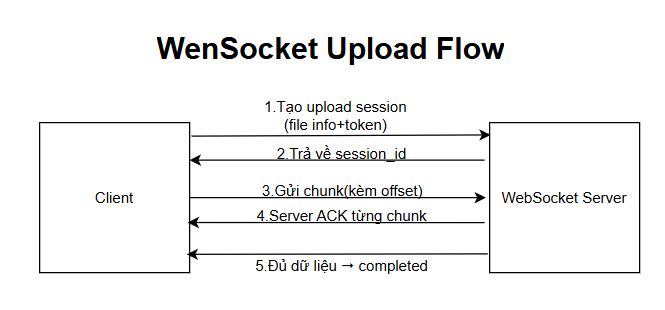 WenSocket Upload Flow
1.Tạo upload session
(file info+token)
2.Trả về session_id
Client
3.Gửi chunk(kèm offset)
WebSocket Server
4.Server ACK từng chunk
5.Đủ dữ liệu → completed